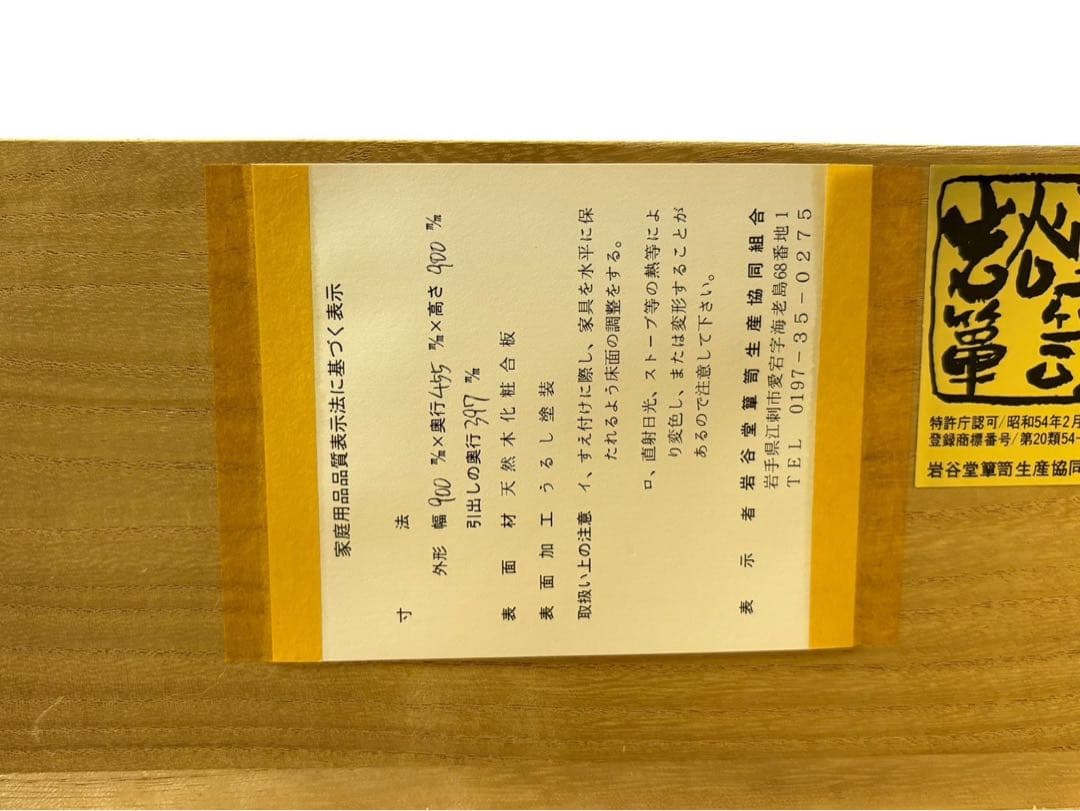 家庭用品品質表示法に基づく表示
寸　　　　法
外形　幅 900 ㎜×奥行455 ㎜×高さ 900 ㎜
引出しの奥行 397 ㎜
表　面　材　天然木化粧合板
表面加工　うるし塗装
取扱い上の注意　イ、すえ付けに際し、家具を水平に保
たれるよう床面の調整をする。
ロ、直射日光、ストーブ等の熱等によ
り変色し、または変形することが
あるので注意して下さい。
表　示　者　岩谷堂簞笥生産協同組合
岩手県江刺市愛宕字海老島68番地1
TEL　0197-35-0275
特許庁認可/昭和54年2月
登録商標番号/第20類54-
岩谷堂簞笥生産協同